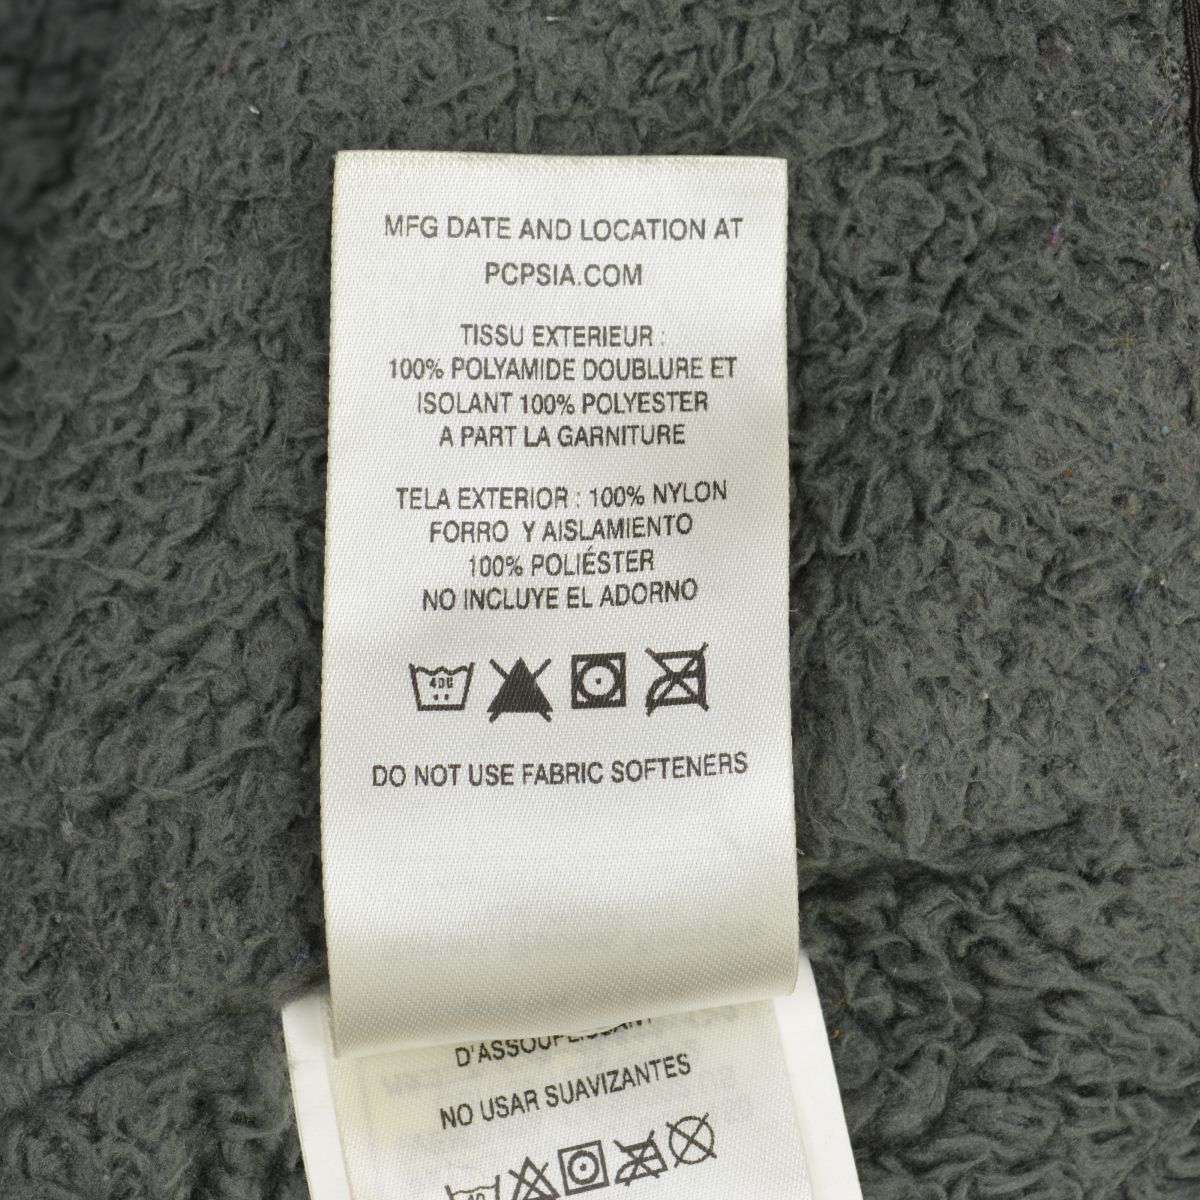 MFG DATE AND LOCATION AT
PCPSIA.COM
TISSU EXTERIEUR :
100% POLYAMIDE DOUBLURE ET
ISOLANT 100% POLYESTER
A PART LA GARNITURE
TELA EXTERIOR : 100% NYLON
FORRO Y AISLAMIENTO
100% POLIÉSTER
NO INCLUYE EL ADORNO
40C
DO NOT USE FABRIC SOFTENERS
D'ASSOUPLISSANT
NO USAR SUAVIZANTES
40